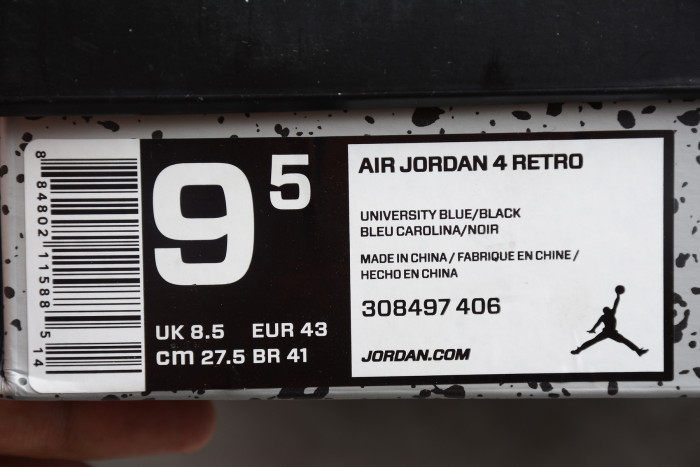 8 84802 11588 5 14
9 5
UK 8.5 EUR 43
cm 27.5 BR 41
AIR JORDAN 4 RETRO
UNIVERSITY BLUE/BLACK
BLEU CAROLINA/NOIR
MADE IN CHINA / FABRIQUE EN CHINE /
HECHO EN CHINA
308497 406
JORDAN.COM